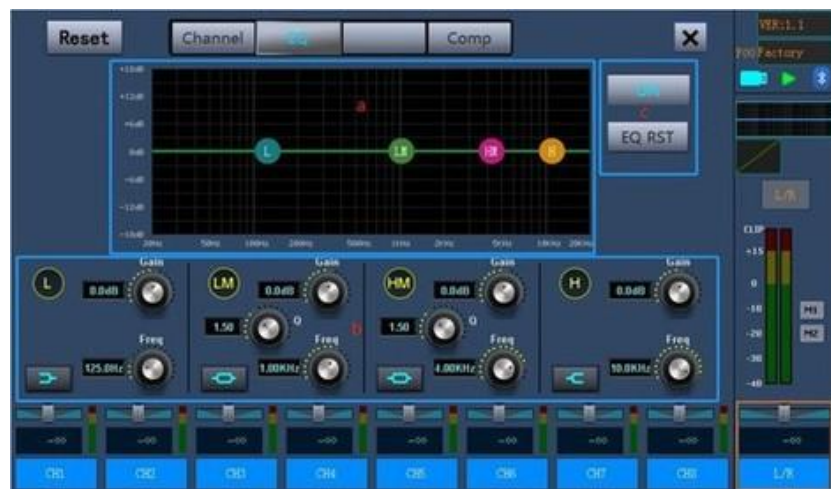 Reset
Channel
EQ
Comp
VER:1.1
F00Factory
+18dB
+12dB
+6dB
0dB
-6dB
-12dB
-18dB
a
L
LM
HM
H
20Hz 50Hz 100Hz 200Hz 500Hz 1KHz 2KHz 5KHz 10KHz 20KHz
c
EQ RST
L/R
CLIP
+15
0
-10
-20
-30
-40
M1
M2
L
Gain
0.0dB
Freq
125.0Hz
LM
Gain
0.0dB
1.50
Q
Freq
1.00KHz
b
HM
Gain
0.0dB
1.50
Q
Freq
4.00KHz
H
Gain
0.0dB
Freq
10.0KHz
-∞ -∞ -∞ -∞ -∞ -∞ -∞ -∞ -∞
CH1 CH2 CH3 CH4 CH5 CH6 CH7 CH8 L/R